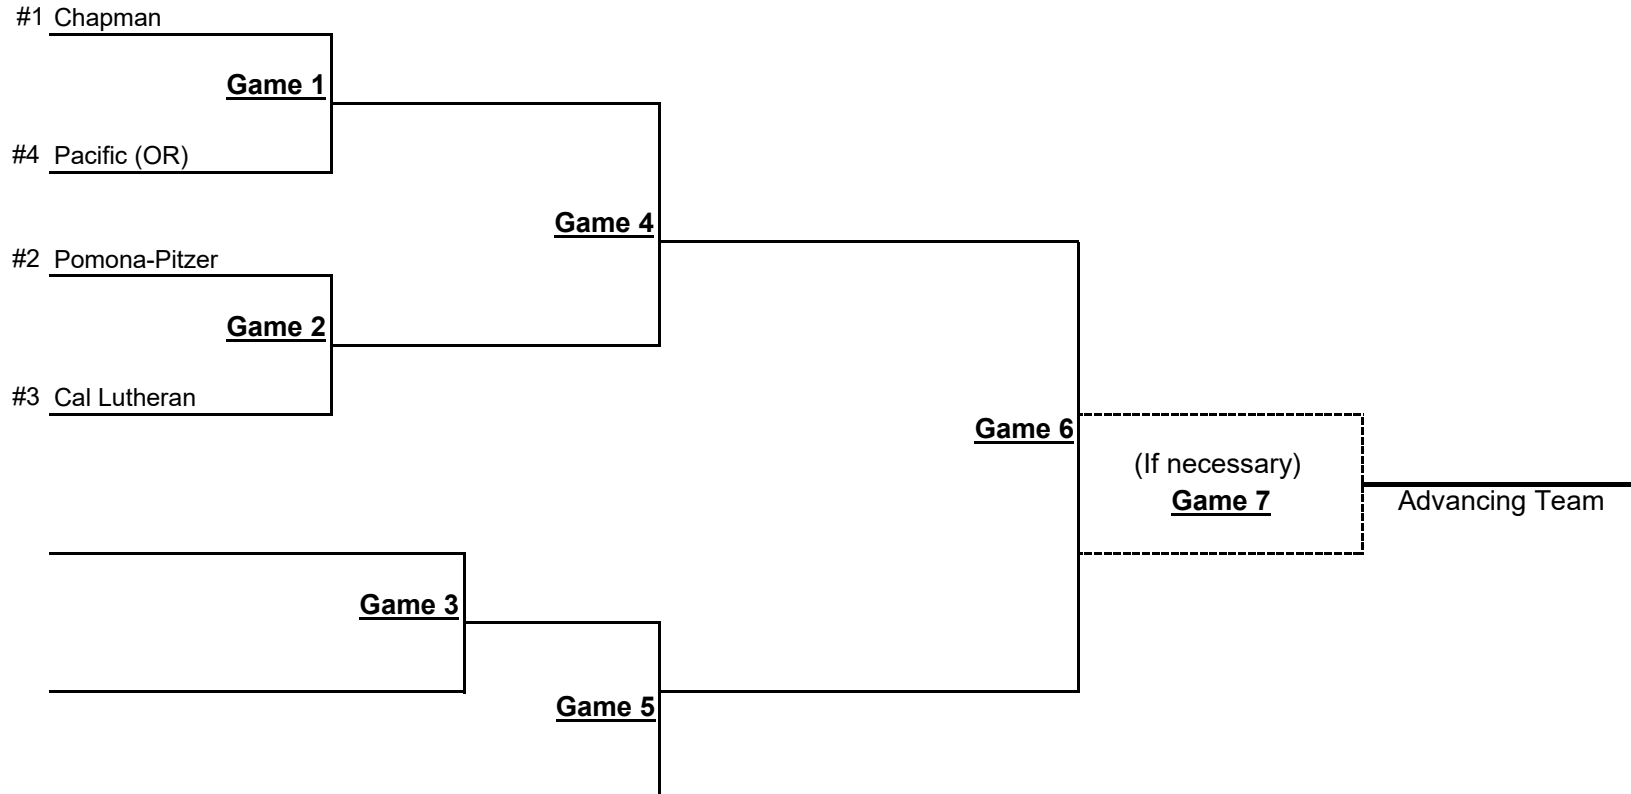 #1 Chapman
Game 1
#4 Pacific (OR)
Game 4
#2 Pomona-Pitzer
Game 2
#3 Cal Lutheran
Game 6
(If necessary)
Game 7
Advancing Team
Game 3
Game 5